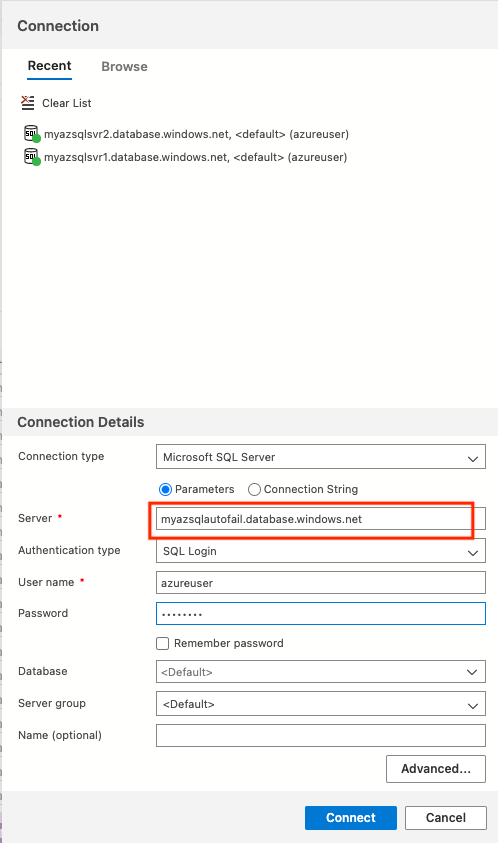 Connection
Recent Browse
Clear List
myazsqlsvr2.database.windows.net, <default> (azureuser)
myazsqlsvr1.database.windows.net, <default> (azureuser)
Connection Details
Connection type Microsoft SQL Server
Parameters Connection String
Server * myazsqlautofail.database.windows.net
Authentication type SQL Login
User name * azureuser
Password ••••••••
Remember password
Database <Default>
Server group <Default>
Name (optional)
Advanced...
Connect Cancel